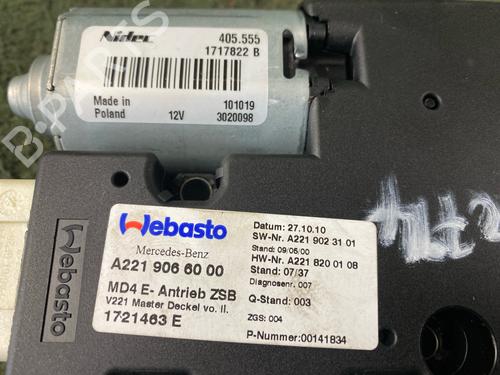 Nidec
405.555
1717822 B
Made in
Poland
12V
101019
3020098
B-PARTS
Webasto
Webasto
Mercedes-Benz
A221 906 60 00
MD4 E- Antrieb ZSB
V221 Master Deckel vo. ll.
1721463 E
Datum: 27.10.10
SW-Nr. A221 902 31 01
Stand: 09/05/00
HW-Nr. A221 820 01 08
Stand: 07/37
Diagnosenr. 007
Q-Stand: 003
ZGS: 004
P-Nummer: 00141834